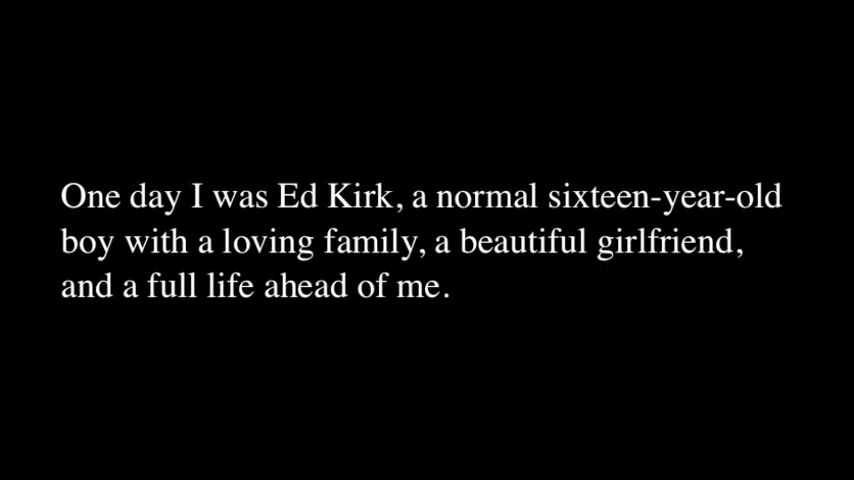 One day I was Ed Kirk, a normal sixteen-year-old
boy with a loving family, a beautiful girlfriend,
and a full life ahead of me.